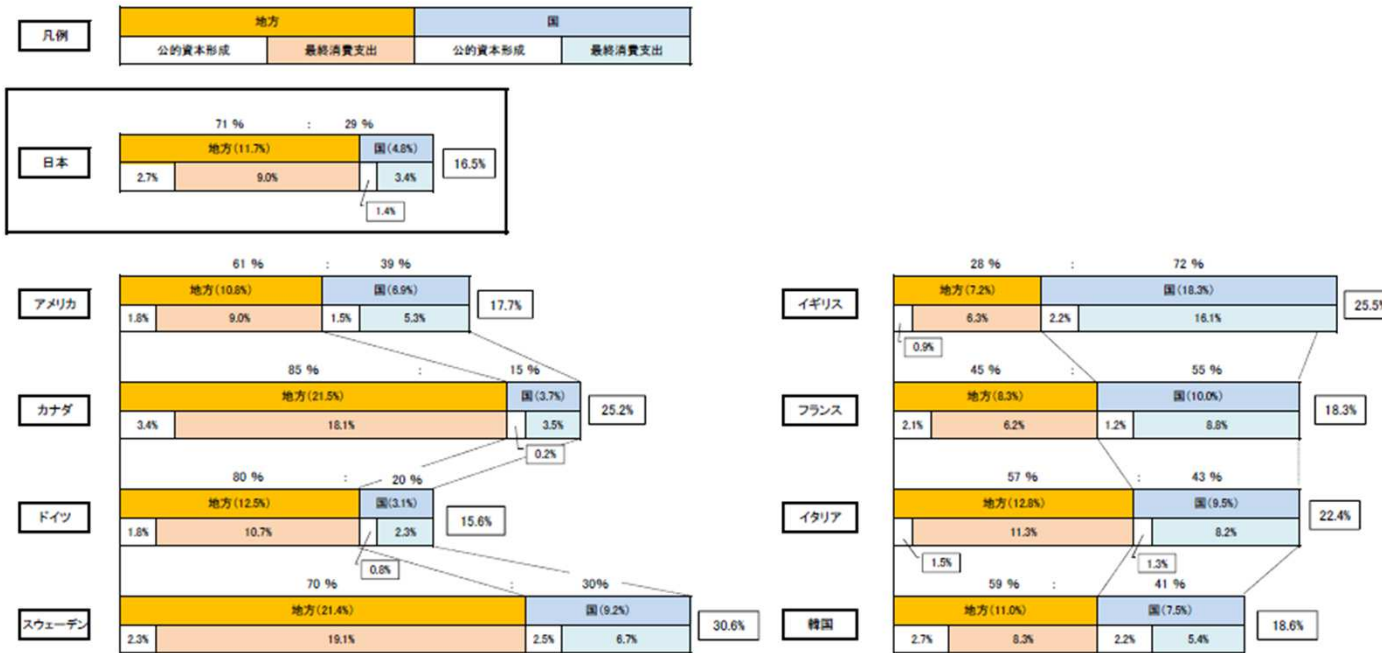 凡例
地方 国
公的資本形成 最終消費支出 公的資本形成 最終消費支出
71 % : 29 %
日本
地方(11.7%) 国(4.8%)
16.5%
2.7% 9.0% 3.4%
1.4%
61 % : 39 %
アメリカ
地方(10.8%) 国(6.9%)
17.7%
1.8% 9.0% 1.5% 5.3%
85 % : 15 %
カナダ
地方(21.5%) 国(3.7%)
25.2%
3.4% 18.1% 3.5%
0.2%
80 % : 20 %
ドイツ
地方(12.5%) 国(3.1%)
15.6%
1.8% 10.7% 2.3%
0.8%
70 % : 30%
スウェーデン
地方(21.4%) 国(9.2%)
30.6%
2.3% 19.1% 2.5% 6.7%
28 % : 72 %
イギリス
地方(7.2%) 国(18.3%)
25.5%
6.3% 2.2% 16.1%
0.9%
45 % : 55 %
フランス
地方(8.3%) 国(10.0%)
18.3%
2.1% 6.2% 1.2% 8.8%
57 % : 43 %
イタリア
地方(12.8%) 国(9.5%)
22.4%
11.3% 8.2%
1.5% 1.3%
59 % : 41 %
韓国
地方(11.0%) 国(7.5%)
18.6%
2.7% 8.3% 2.2% 5.4%